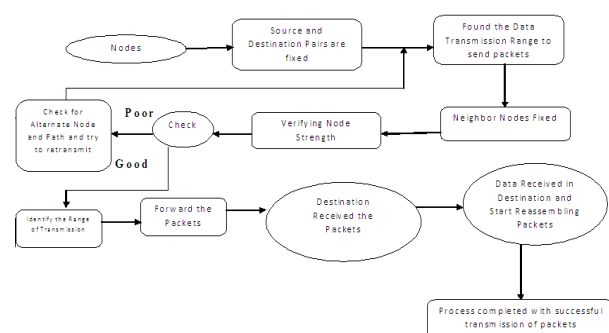 Nodes
Source and
Destination Pairs are
fixed
Found the Data
Transmission Range to
send packets
Neighbor Nodes Fixed
Verifying Node
Strength
Check
Poor
Good
Check for
Alternate Node
and Path and try
to retransmit
Identify the Range
of Transmission
Forward the
Packets
Destination
Received the
Packets
Data Received in
Destination and
Start Reassembling
Packets
Process completed with successful
transmission of packets